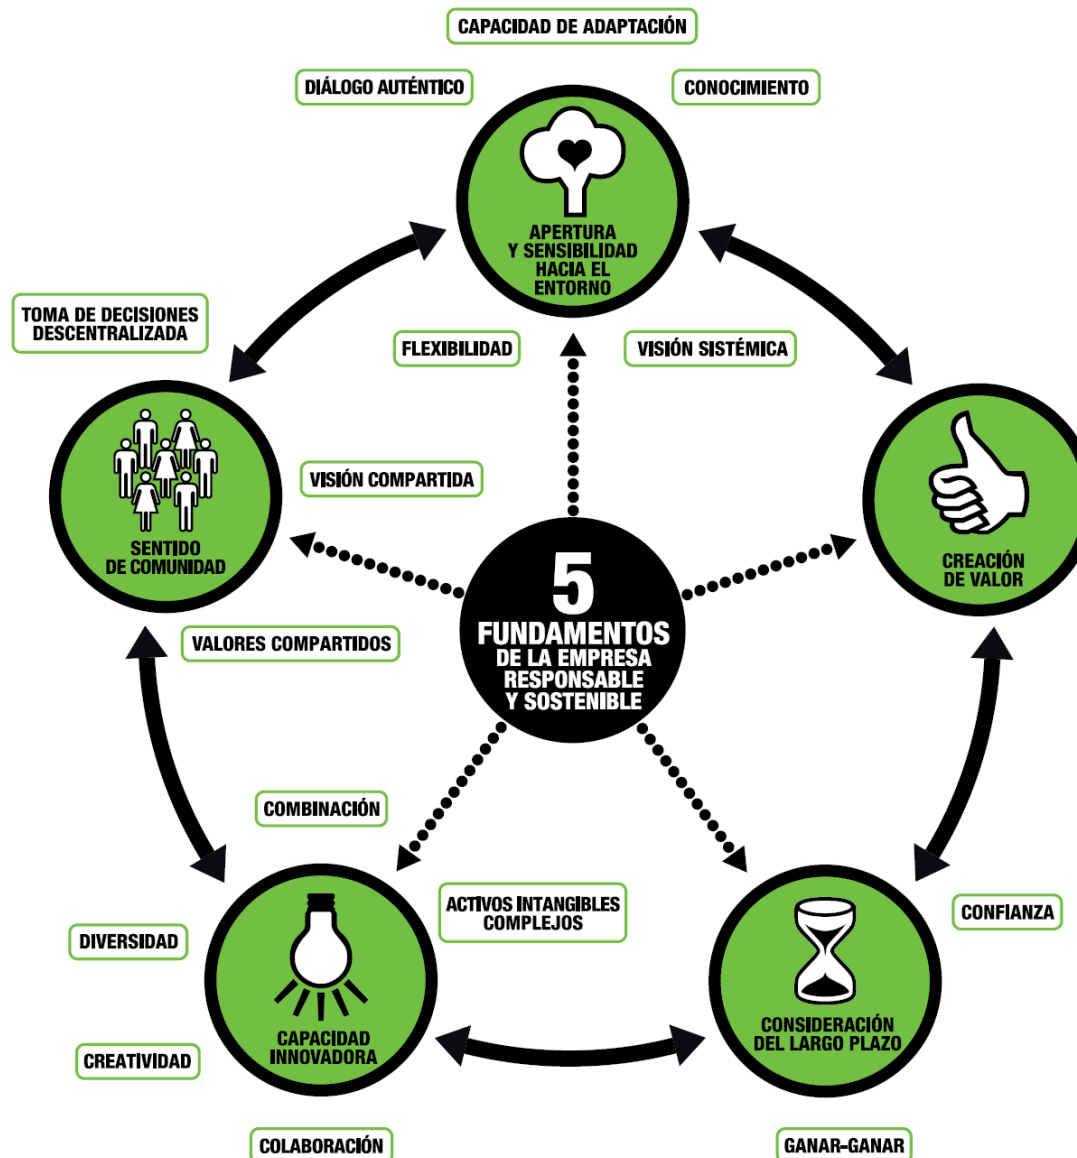 CAPACIDAD DE ADAPTACIÓN
DIÁLOGO AUTÉNTICO
CONOCIMIENTO
APERTURA
Y SENSIBILIDAD
HACIA EL
ENTORNO
TOMA DE DECISIONES
DESCENTRALIZADA
FLEXIBILIDAD
VISIÓN SISTÉMICA
VISIÓN COMPARTIDA
SENTIDO
DE COMUNIDAD
CREACIÓN
DE VALOR
5
FUNDAMENTOS
DE LA EMPRESA
RESPONSABLE
Y SOSTENIBLE
VALORES COMPARTIDOS
COMBINACIÓN
ACTIVOS INTANGIBLES
COMPLEJOS
CONFIANZA
DIVERSIDAD
CAPACIDAD
INNOVADORA
CONSIDERACIÓN
DEL LARGO PLAZO
CREATIVIDAD
COLABORACIÓN
GANAR-GANAR